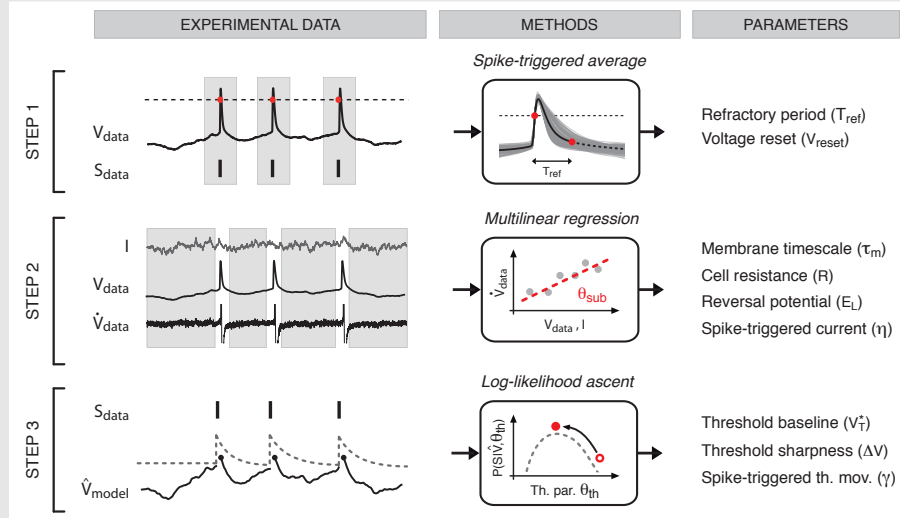 EXPERIMENTAL DATA
METHODS
PARAMETERS
STEP 1
V_data
S_data
Spike-triggered average
T_ref
Refractory period (T_ref)
Voltage reset (V_reset)
STEP 2
I
V_data
V̇_data
Multilinear regression
V̇_data
θ_sub
V_data , I
Membrane timescale (τ_m)
Cell resistance (R)
Reversal potential (E_L)
Spike-triggered current (η)
STEP 3
S_data
V̂_model
Log-likelihood ascent
P(S|V̂,θ_th)
Th. par. θ_th
Threshold baseline (V_T^*)
Threshold sharpness (ΔV)
Spike-triggered th. mov. (γ)